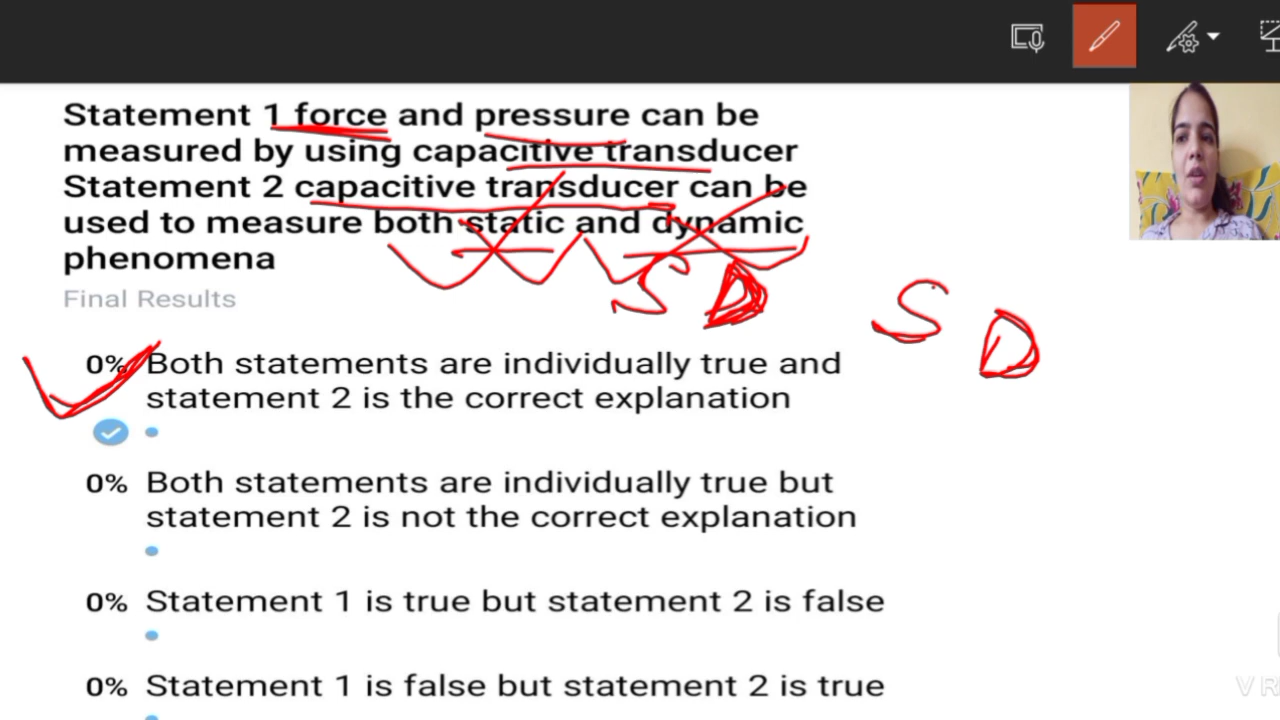 Statement 1 force and pressure can be
measured by using capacitive transducer
Statement 2 capacitive transducer can be
used to measure both static and dynamic
phenomena
S D
S
D
Final Results
0% Both statements are individually true and
statement 2 is the correct explanation
0% Both statements are individually true but
statement 2 is not the correct explanation
0% Statement 1 is true but statement 2 is false
0% Statement 1 is false but statement 2 is true